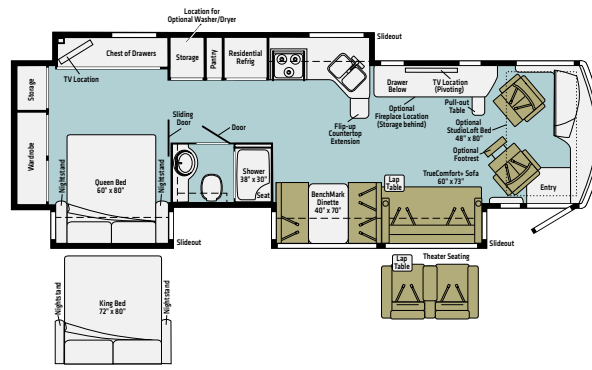 Location for
Optional Washer/Dryer
Slideout
Chest of Drawers
TV Location
Storage
Pantry
Residential
Refrig
Drawer
Below
TV Location
(Pivoting)
Pull-out
Table
Optional
Fireplace Location
(Storage behind)
Optional
StudioLoft Bed
48" x 80"
Optional
Footrest
Flip-up
Countertop
Extension
Storage
Wardrobe
Sliding
Door
Door
Nightstand
Queen Bed
60" x 80"
Nightstand
Shower
38" x 30"
Seat
BenchMark
Dinette
40" x 70"
Lap
Table
TrueComfort+ Sofa
60" x 73"
Entry
Slideout
Slideout
Nightstand
King Bed
72" x 80"
Nightstand
Lap
Table
Theater Seating